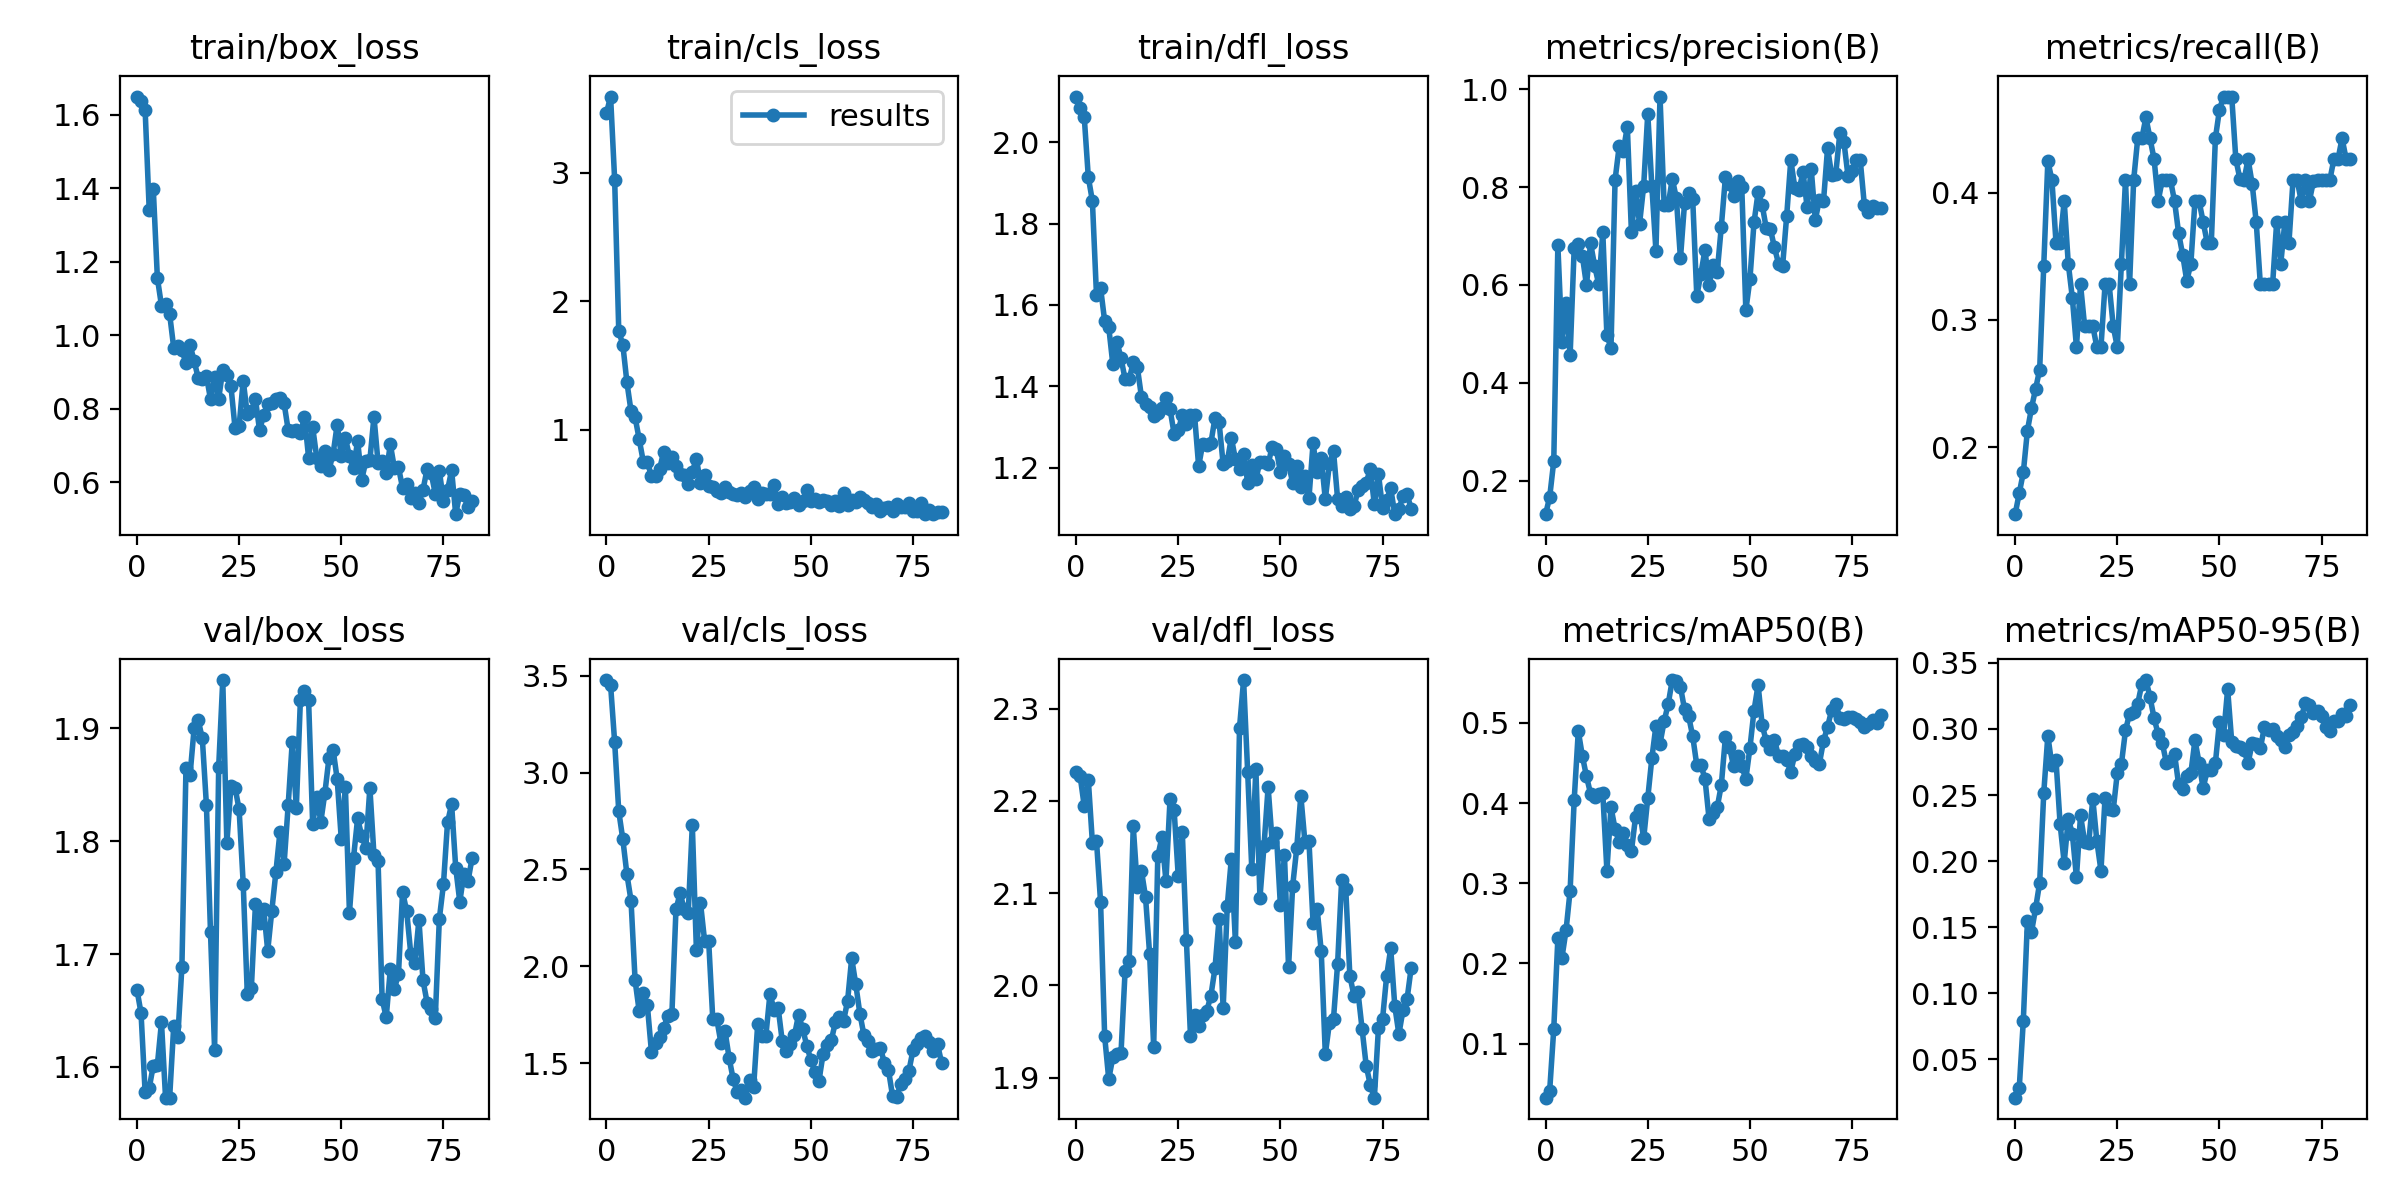 train/box_loss
1.6
1.4
1.2
1.0
0.8
0.6
0 25 50 75
train/cls_loss
results
3
2
1
0 25 50 75
train/dfl_loss
2.0
1.8
1.6
1.4
1.2
0 25 50 75
metrics/precision(B)
1.0
0.8
0.6
0.4
0.2
0 25 50 75
metrics/recall(B)
0.4
0.3
0.2
0 25 50 75
val/box_loss
1.9
1.8
1.7
1.6
0 25 50 75
val/cls_loss
3.5
3.0
2.5
2.0
1.5
0 25 50 75
val/dfl_loss
2.3
2.2
2.1
2.0
1.9
0 25 50 75
metrics/mAP50(B)
0.5
0.4
0.3
0.2
0.1
0 25 50 75
metrics/mAP50-95(B)
0.35
0.30
0.25
0.20
0.15
0.10
0.05
0 25 50 75